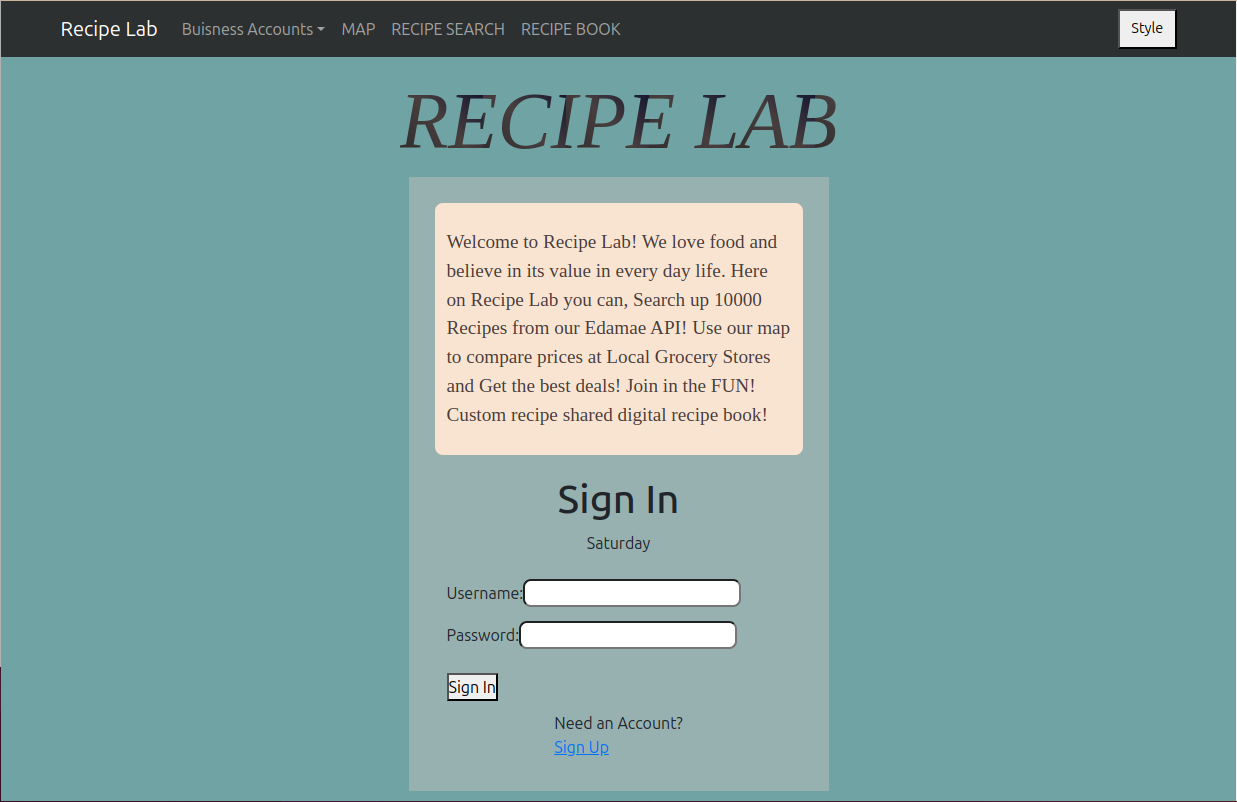 Recipe Lab Buisness Accounts MAP RECIPE SEARCH RECIPE BOOK Style
RECIPE LAB
Welcome to Recipe Lab! We love food and
believe in its value in every day life. Here
on Recipe Lab you can, Search up 10000
Recipes from our Edamae API! Use our map
to compare prices at Local Grocery Stores
and Get the best deals! Join in the FUN!
Custom recipe shared digital recipe book!
Sign In
Saturday
Username:
Password:
Sign In
Need an Account?
Sign Up